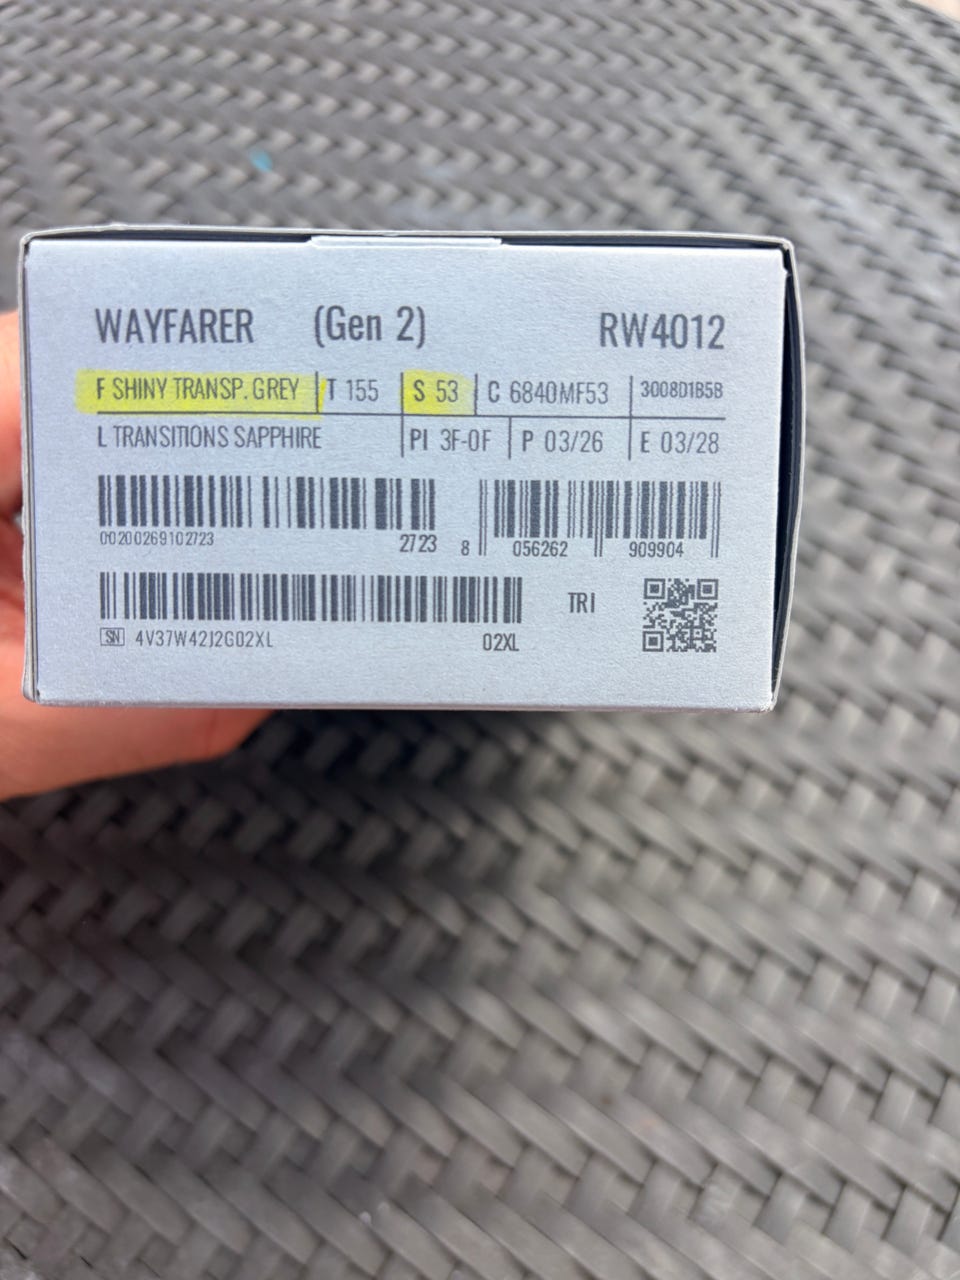 WAYFARER (Gen 2) RW4012
F SHINY TRANSP. GREY T 155 S 53 C 6840MF53 3008D1B5B
L TRANSITIONS SAPPHIRE PI 3F-0F P 03/26 E 03/28
00200269102723 2723 8 056262 909904
TRI
SN 4V37W42J2G02XL 02XL